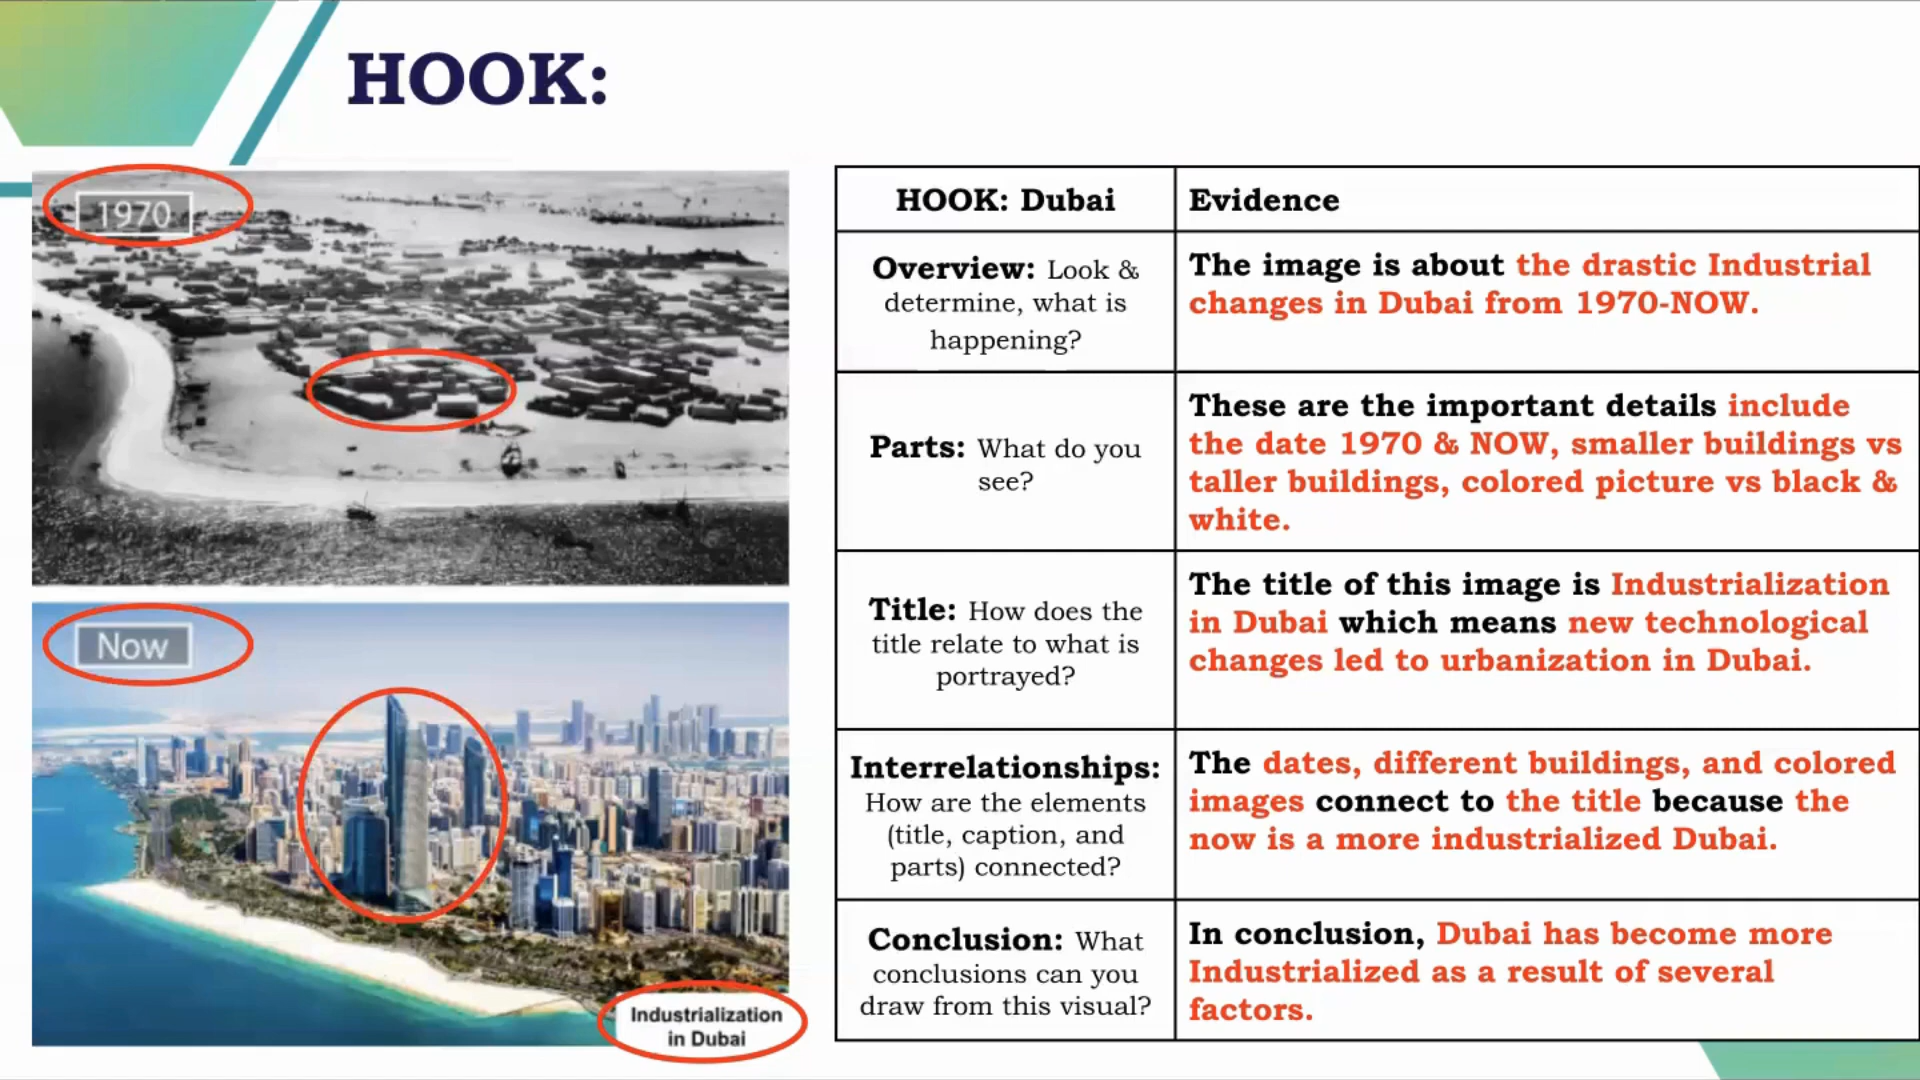 HOOK:
1970
Now
Industrialization
in Dubai
HOOK: Dubai
Evidence
Overview: Look &
determine, what is
happening?
The image is about the drastic Industrial
changes in Dubai from 1970-NOW.
Parts: What do you
see?
These are the important details include
the date 1970 & NOW, smaller buildings vs
taller buildings, colored picture vs black &
white.
Title: How does the
title relate to what is
portrayed?
The title of this image is Industrialization
in Dubai which means new technological
changes led to urbanization in Dubai.
Interrelationships:
How are the elements
(title, caption, and
parts) connected?
The dates, different buildings, and colored
images connect to the title because the
now is a more industrialized Dubai.
Conclusion: What
conclusions can you
draw from this visual?
In conclusion, Dubai has become more
Industrialized as a result of several
factors.